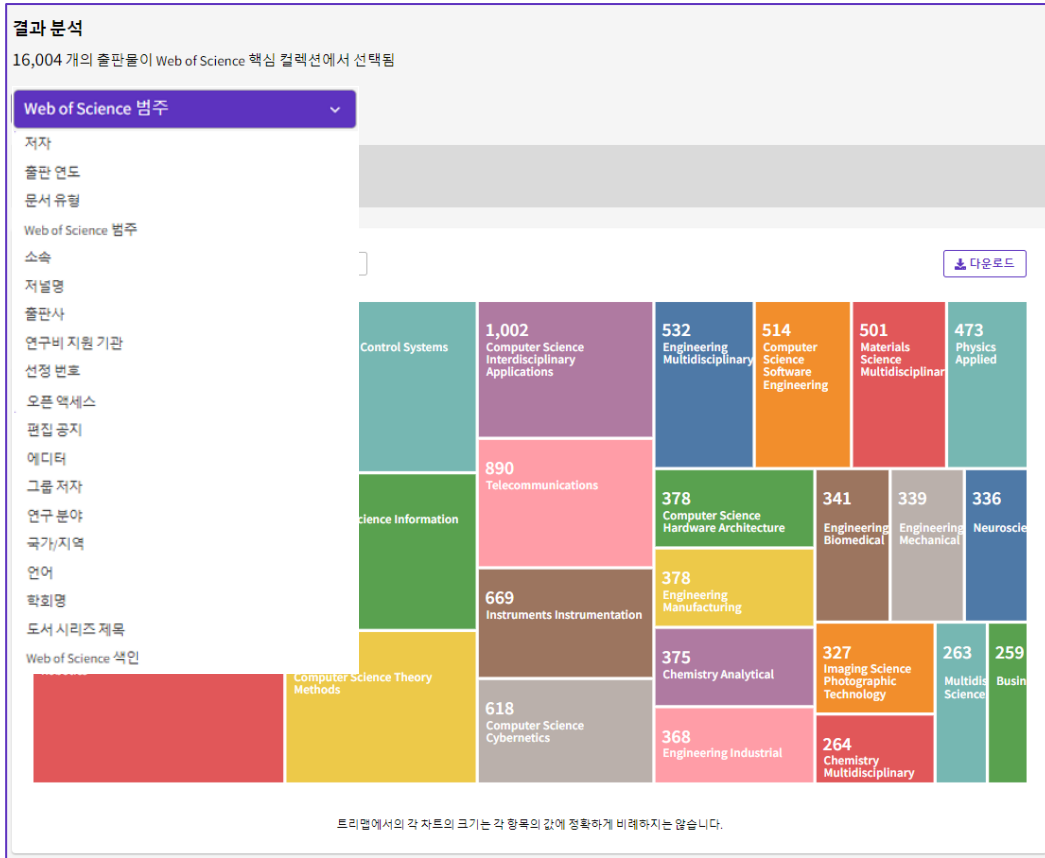 결과 분석
16,004 개의 출판물이 Web of Science 핵심 컬렉션에서 선택됨
Web of Science 범주
저자
출판 연도
문서 유형
Web of Science 범주
소속
저널명
출판사
연구비 지원 기관
선정 번호
오픈 액세스
편집 공지
에디터
그룹 저자
연구 분야
국가/지역
언어
학회명
도서 시리즈 제목
Web of Science 색인
다운로드
Control Systems
Science Information
Computer Science Theory
Methods
1,002
Computer Science
Interdisciplinary
Applications
890
Telecommunications
669
Instruments Instrumentation
618
Computer Science
Cybernetics
532
Engineering
Multidisciplinary
514
Computer
Science
Software
Engineering
501
Materials
Science
Multidisciplinar
473
Physics
Applied
378
Computer Science
Hardware Architecture
378
Engineering
Manufacturing
375
Chemistry Analytical
368
Engineering Industrial
341
Engineering
Biomedical
339
Engineering
Mechanical
336
Neuroscie
327
Imaging Science
Photographic
Technology
264
Chemistry
Multidisciplinary
263
Multidis
Science
259
Busin
트리맵에서의 각 차트의 크기는 각 항목의 값에 정확하게 비례하지는 않습니다.